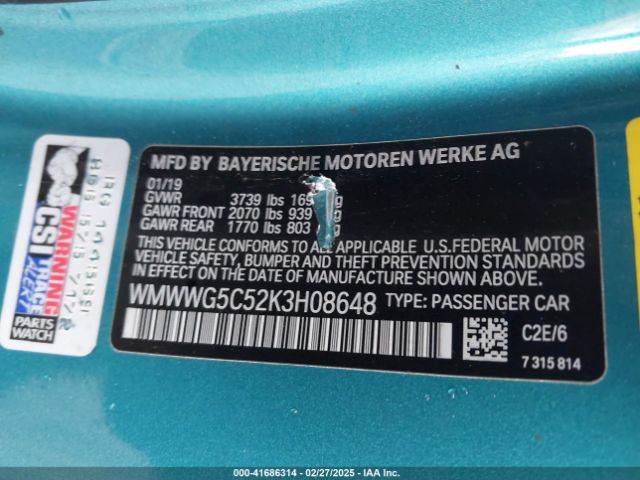 MFD BY BAYERISCHE MOTOREN WERKE AG
01/19
GVWR 3739 lbs 169
GAWR FRONT 2070 lbs 939
GAWR REAR 1770 lbs 803
THIS VEHICLE CONFORMS TO ALL APPLICABLE U.S.FEDERAL MOTOR
VEHICLE SAFETY, BUMPER AND THEFT PREVENTION STANDARDS
IN EFFECT ON THE DATE OF MANUFACTURE SHOWN ABOVE.
WMWWG5C52K3H08648 TYPE: PASSENGER CAR
C2E/6
7 315 814
WARNING
CSI TRACE
ALERT
PARTS
WATCH
000-41686314 / 02/27/2025 / IAA Inc.